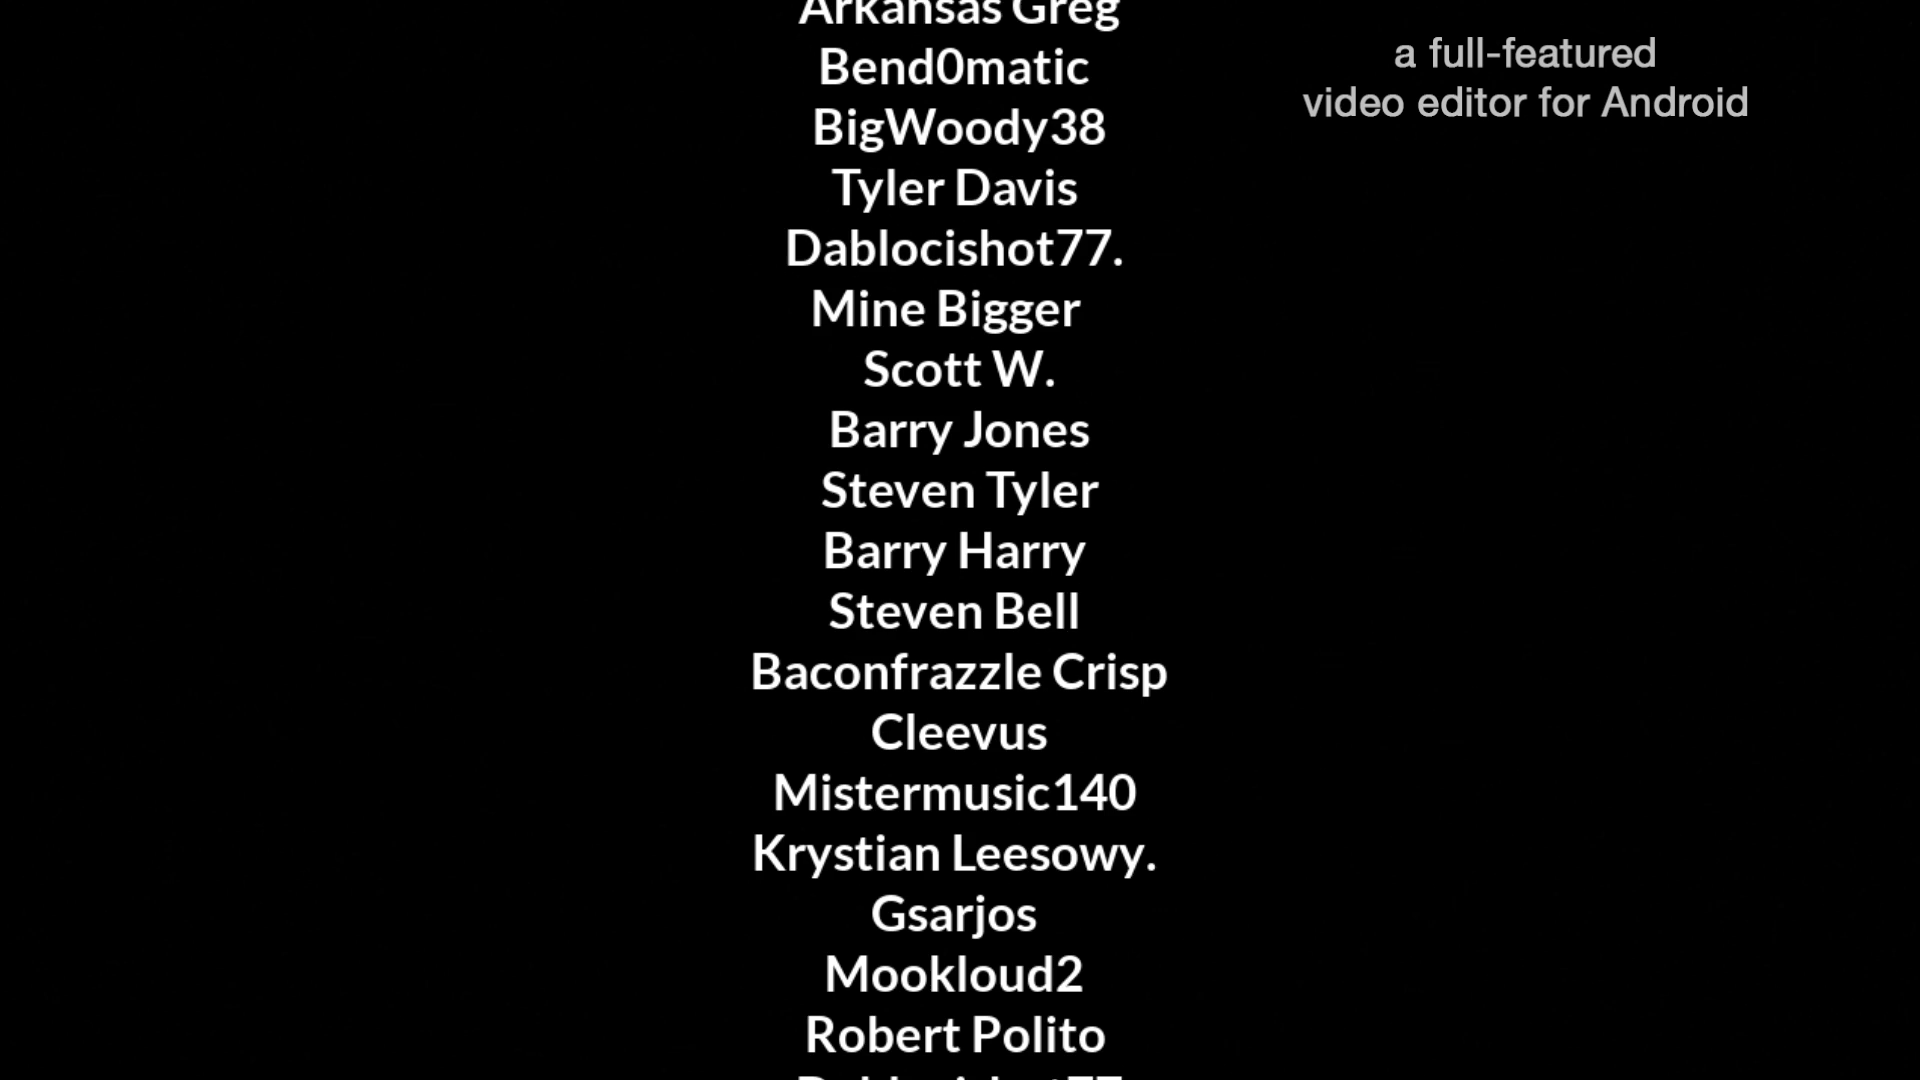 Arkansas Greg
Bend0matic
BigWoody38
Tyler Davis
Dablocishot77.
Mine Bigger
Scott W.
Barry Jones
Steven Tyler
Barry Harry
Steven Bell
Baconfrazzle Crisp
Cleevus
Mistermusic140
Krystian Leesowy.
Gsarjos
Mookloud2
Robert Polito
a full-featured
video editor for Android